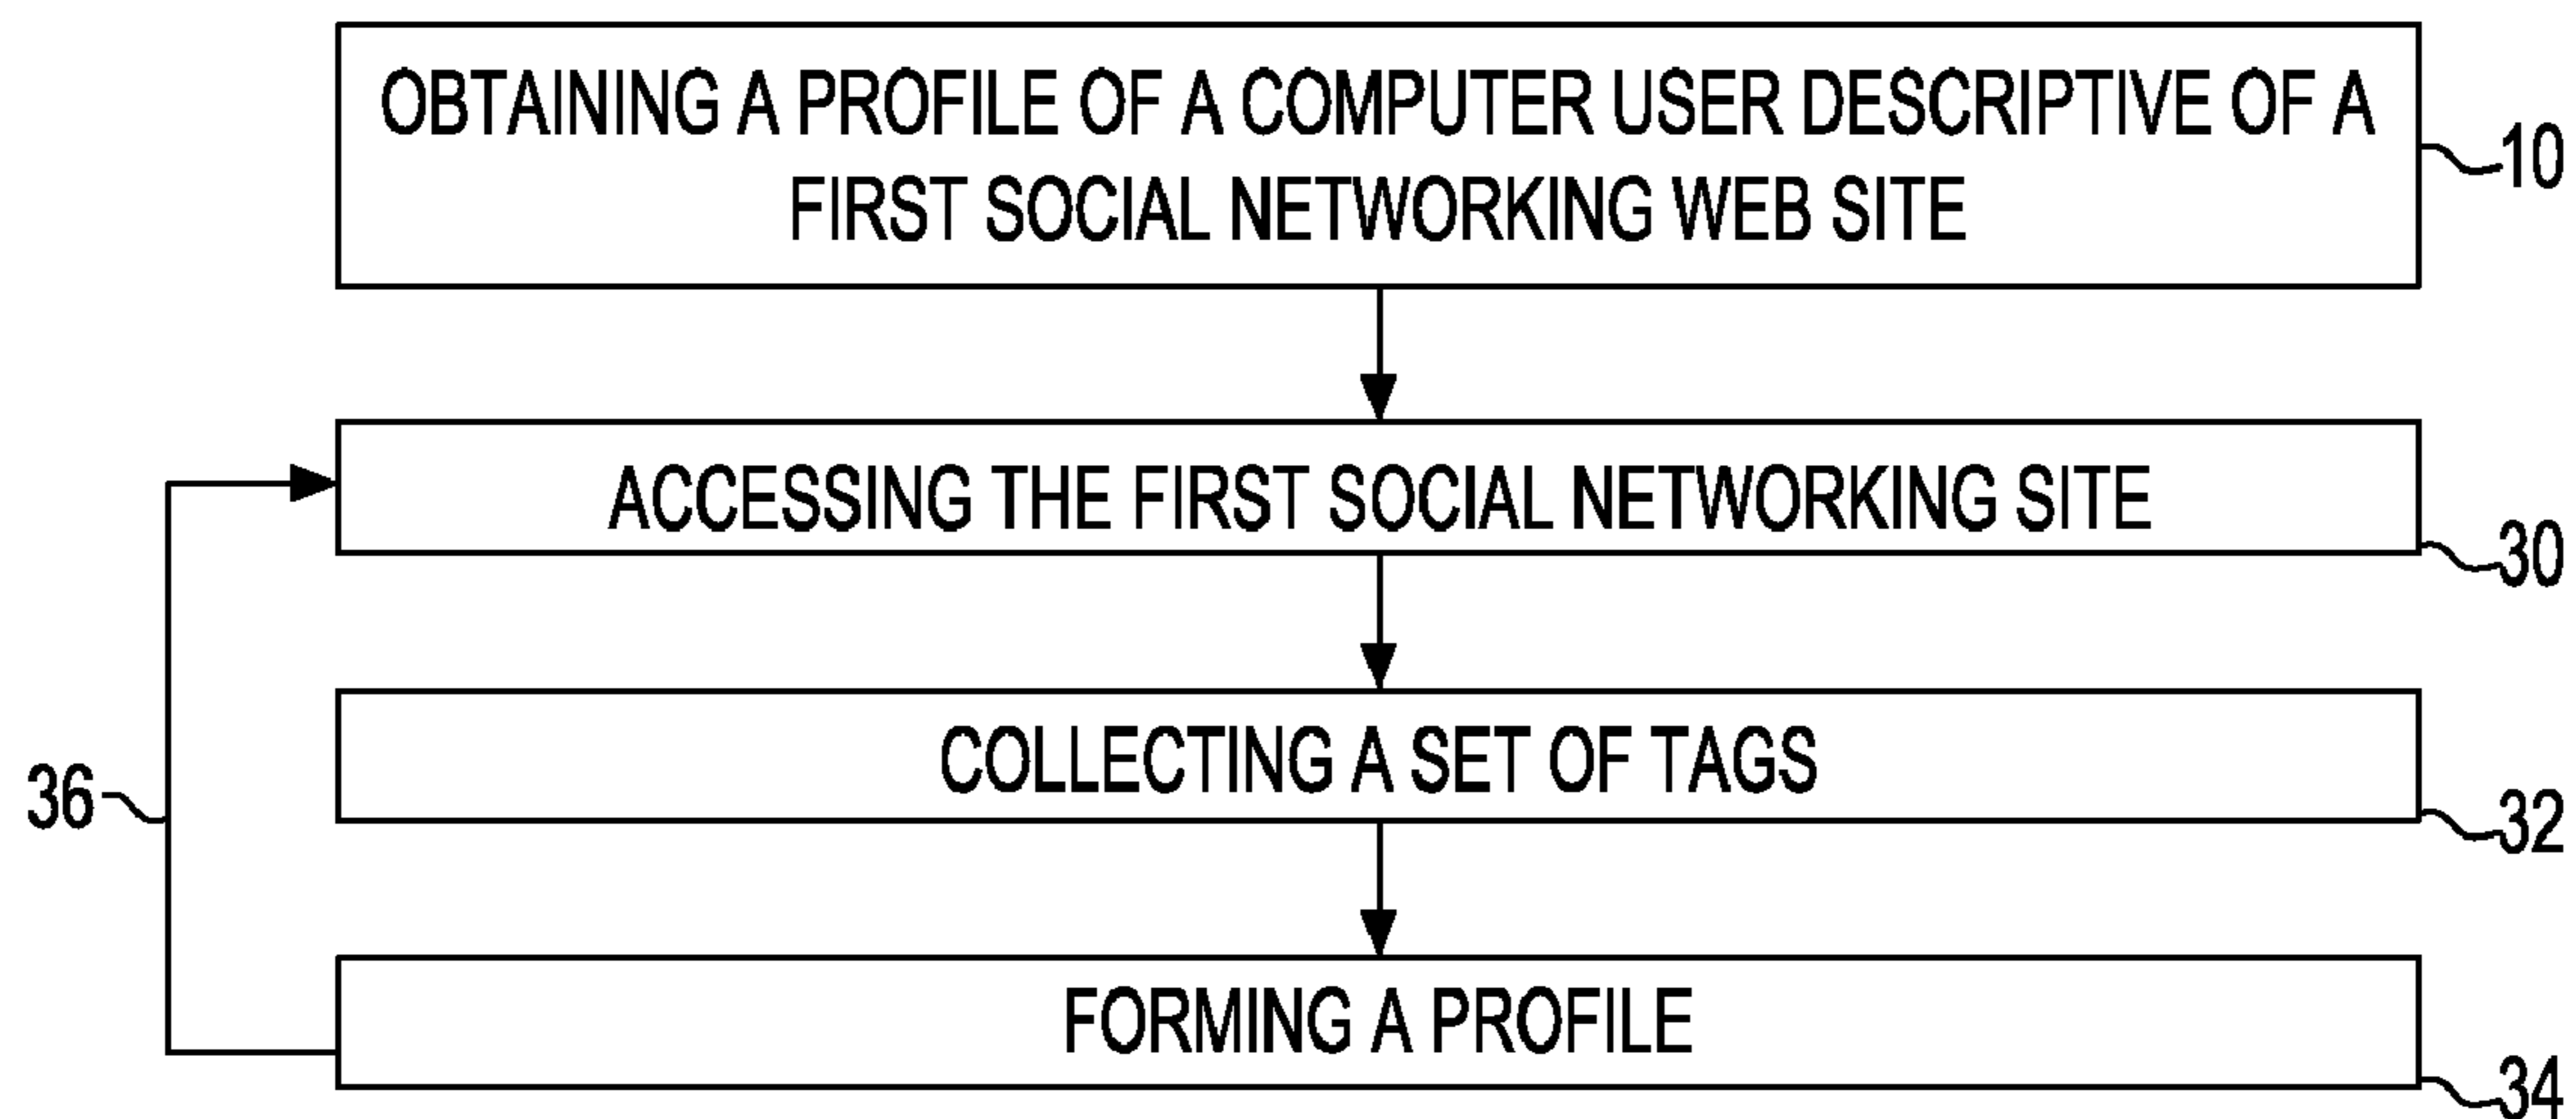 OBTAINING A PROFILE OF A COMPUTER USER DESCRIPTIVE OF A
FIRST SOCIAL NETWORKING WEB SITE
10
ACCESSING THE FIRST SOCIAL NETWORKING SITE
30
COLLECTING A SET OF TAGS
32
36
FORMING A PROFILE
34